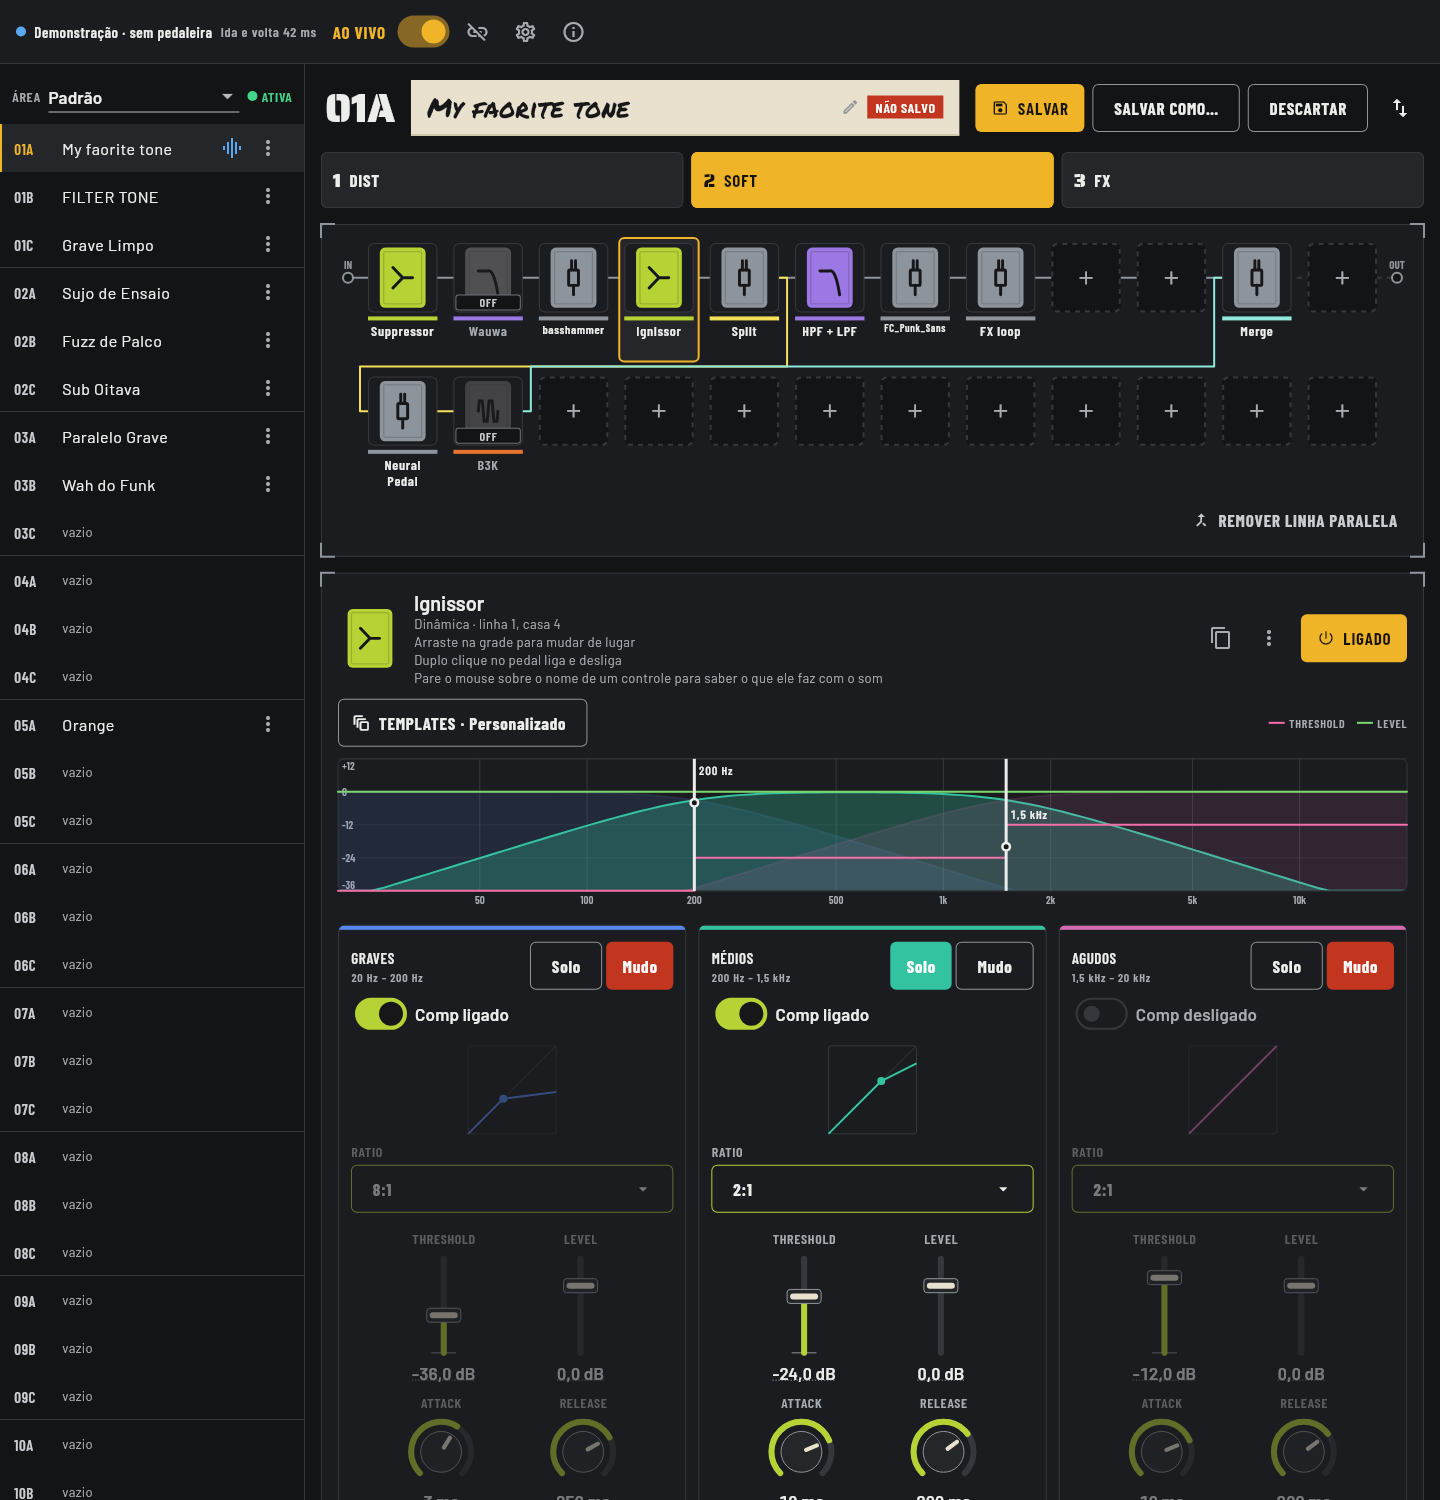 Demonstração · sem pedaleira Ida e volta 42 ms AO VIVO
ÁREA Padrão ATIVA
01A My faorite tone
01B FILTER TONE
01C Grave Limpo
02A Sujo de Ensaio
02B Fuzz de Palco
02C Sub Oitava
03A Paralelo Grave
03B Wah do Funk
03C vazio
04A vazio
04B vazio
04C vazio
05A Orange
05B vazio
05C vazio
06A vazio
06B vazio
06C vazio
07A vazio
07B vazio
07C vazio
08A vazio
08B vazio
08C vazio
09A vazio
09B vazio
09C vazio
10A vazio
10B vazio
01A My faorite tone NÃO SALVO SALVAR SALVAR COMO... DESCARTAR
1 DIST 2 SOFT 3 FX
IN OUT
OFF
Suppressor Wauwa basshammer Ignissor Split HPF + LPF FC_Punk_Sans FX loop Merge
OFF
Neural Pedal B3K
REMOVER LINHA PARALELA
Ignissor
Dinâmica · linha 1, casa 4
Arraste na grade para mudar de lugar
Duplo clique no pedal liga e desliga
Pare o mouse sobre o nome de um controle para saber o que ele faz com o som
LIGADO
TEMPLATES · Personalizado THRESHOLD LEVEL
+12
0
-12
-24
-36
200 Hz
1,5 kHz
50 100 200 500 1k 2k 5k 10k
GRAVES
20 Hz – 200 Hz
Solo Mudo
Comp ligado
RATIO
8:1
THRESHOLD LEVEL
-36,0 dB 0,0 dB
ATTACK RELEASE
MÉDIOS
200 Hz – 1,5 kHz
Solo Mudo
Comp ligado
RATIO
2:1
THRESHOLD LEVEL
-24,0 dB 0,0 dB
ATTACK RELEASE
AGUDOS
1,5 kHz – 20 kHz
Solo Mudo
Comp desligado
RATIO
2:1
THRESHOLD LEVEL
-12,0 dB 0,0 dB
ATTACK RELEASE